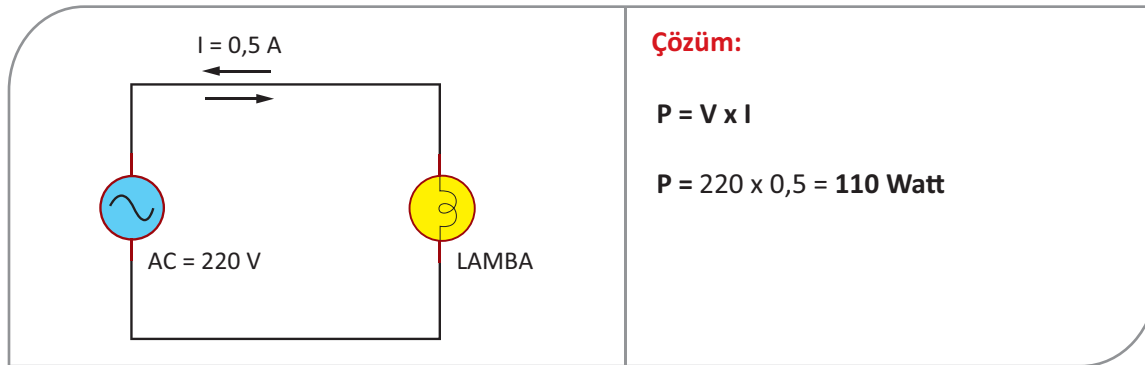 I = 0,5 A
AC = 220 V
LAMBA
Çözüm:
P = V x I
P = 220 x 0,5 = 110 Watt